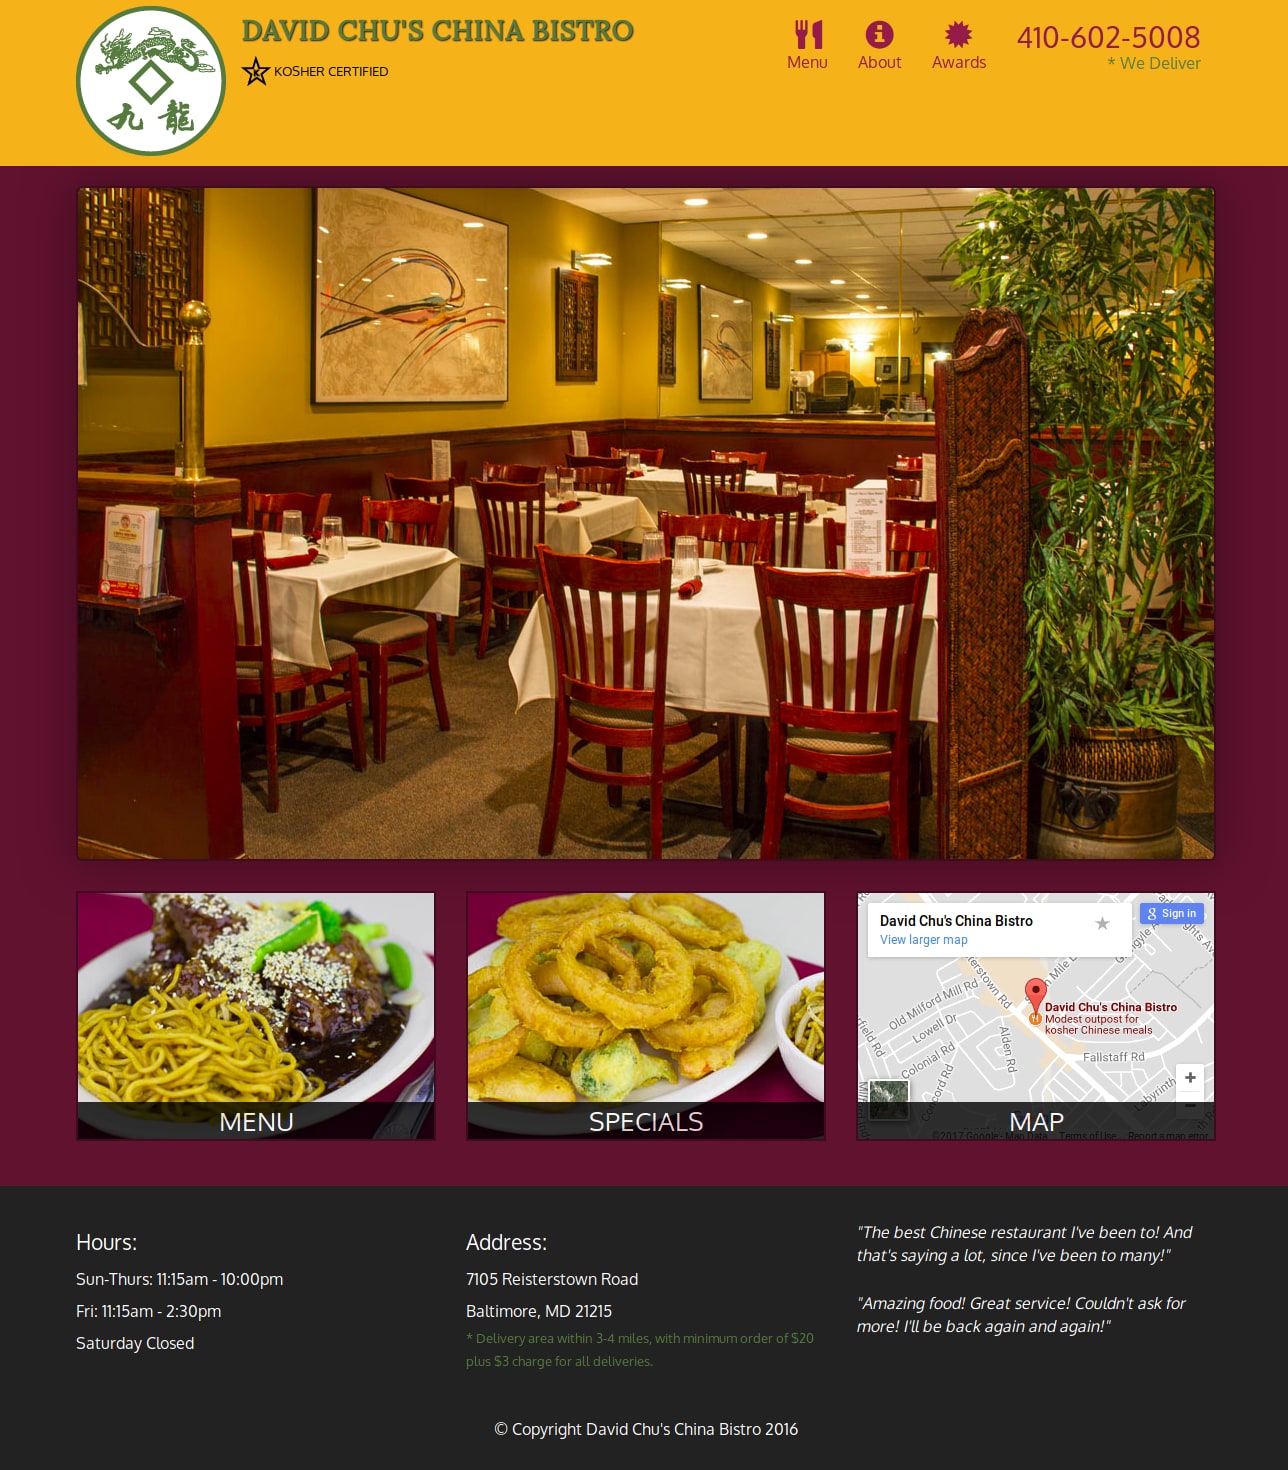 DAVID CHU'S CHINA BISTRO
K KOSHER CERTIFIED
九 龍
Menu
About
Awards
410-602-5008
* We Deliver
David Chu's China Bistro
View larger map
Sign in
Old Milford Mill Rd
Lowell Dr
Colonial Rd
Concord Rd
Alden Rd
David Chu's China Bistro
Modest outpost for
kosher Chinese meals
Fallstaff Rd
Labyrinth
MENU
SPECIALS
MAP
©2017 Google - Map Data
Terms of Use
Report a map error
Hours:
Sun-Thurs: 11:15am - 10:00pm
Fri: 11:15am - 2:30pm
Saturday Closed
Address:
7105 Reisterstown Road
Baltimore, MD 21215
* Delivery area within 3-4 miles, with minimum order of $20
plus $3 charge for all deliveries.
"The best Chinese restaurant I've been to! And
that's saying a lot, since I've been to many!"
"Amazing food! Great service! Couldn't ask for
more! I'll be back again and again!"
© Copyright David Chu's China Bistro 2016